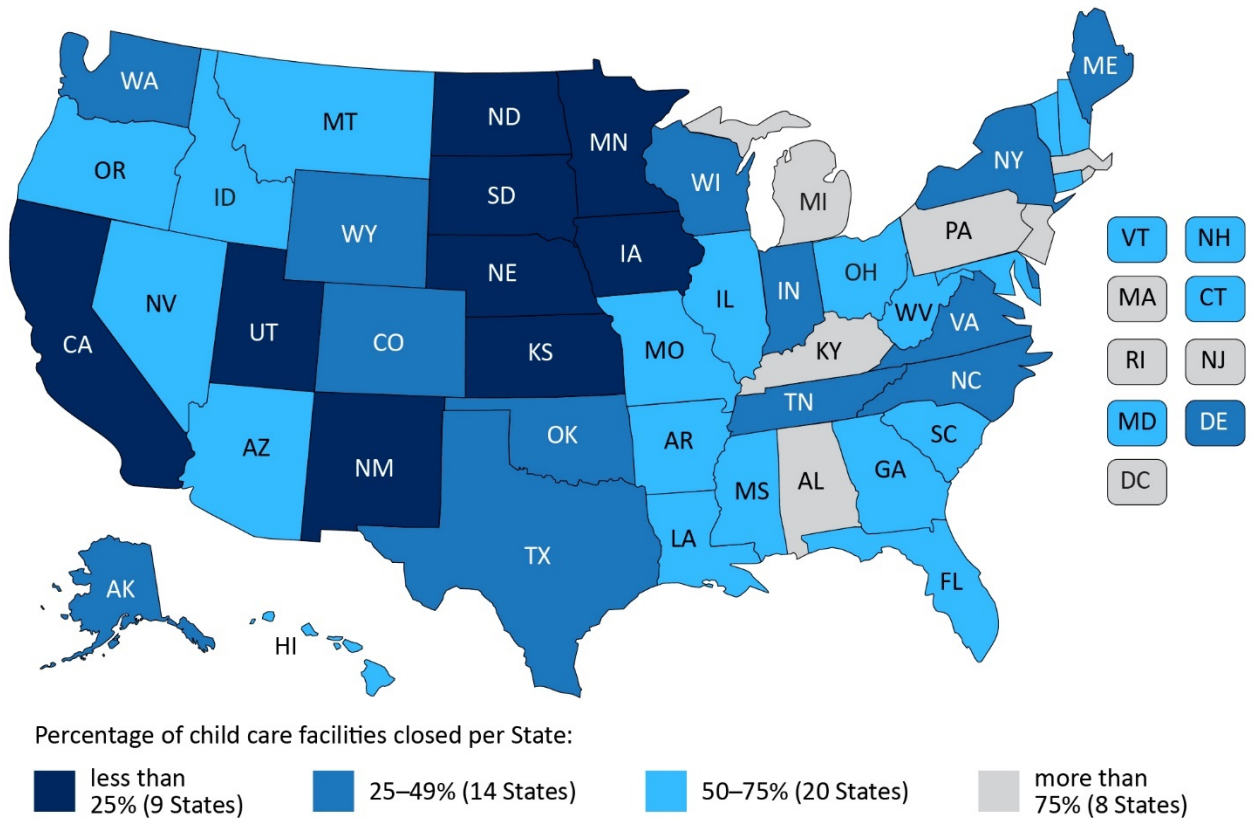 WA
MT
ND
MN
ME
OR
ID
SD
WI
NY
WY
MI
NE
IA
PA
VT
NH
NV
IL
IN
OH
MA
CT
CA
UT
CO
KS
MO
WV
VA
KY
RI
NJ
NC
TN
AZ
NM
OK
AR
SC
MD
DE
MS
AL
GA
DC
TX
LA
AK
FL
HI
Percentage of child care facilities closed per State:
less than
25% (9 States)
25–49% (14 States)
50–75% (20 States)
more than
75% (8 States)